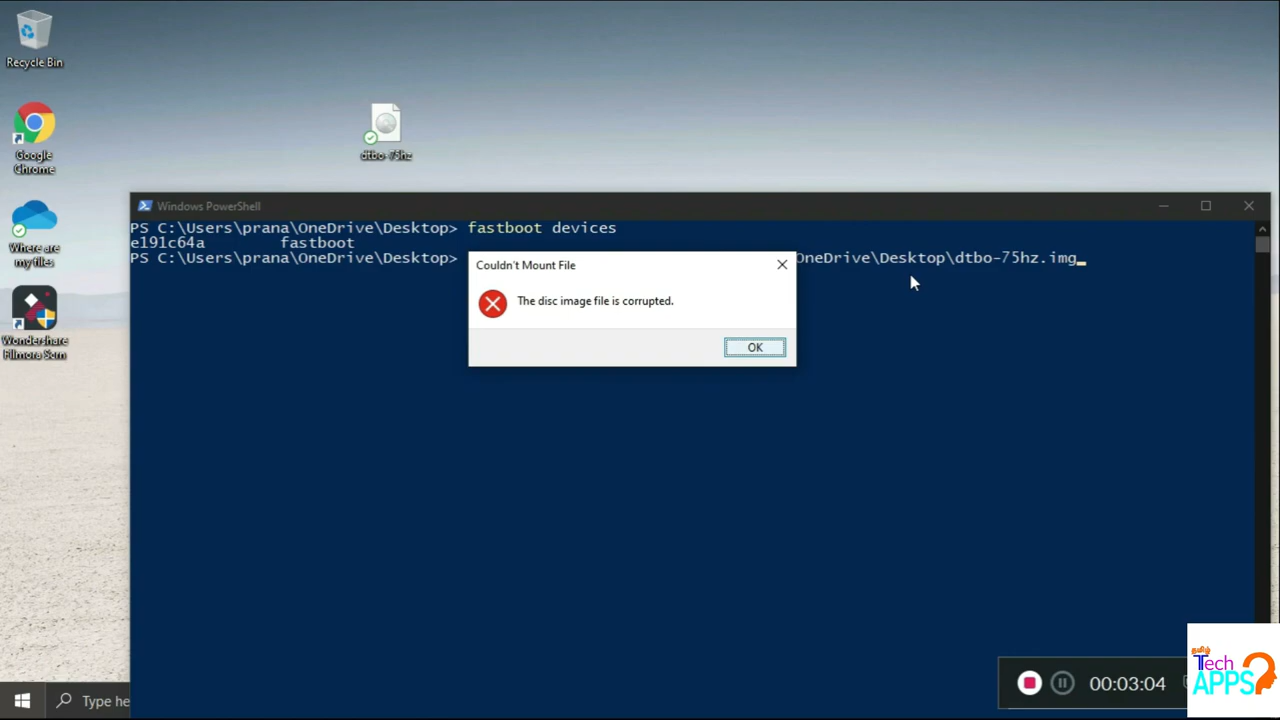 Recycle Bin
Google
Chrome
Where are
my files
Wondershare
Filmora Scrn
dtbo-75hz
Windows PowerShell
PS C:\Users\prana\OneDrive\Desktop> fastboot devices
e191c64a fastboot
PS C:\Users\prana\OneDrive\Desktop> OneDrive\Desktop\dtbo-75hz.img
Couldn't Mount File
The disc image file is corrupted.
OK
Type he
00:03:04
தமிழ்
Tech
APPS